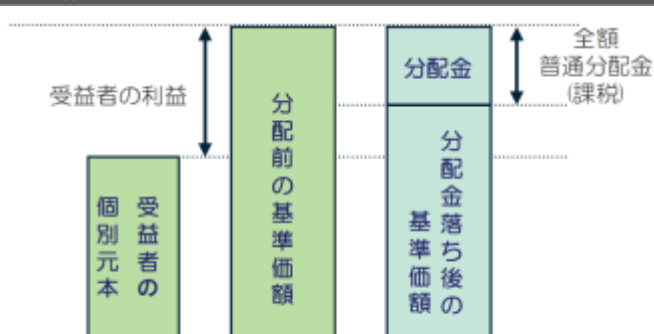 受益者の利益
受益者の
個別元本
分配前の基準価額
分配金
分配金落ち後の
基準価額
全額
普通分配金
(課税)